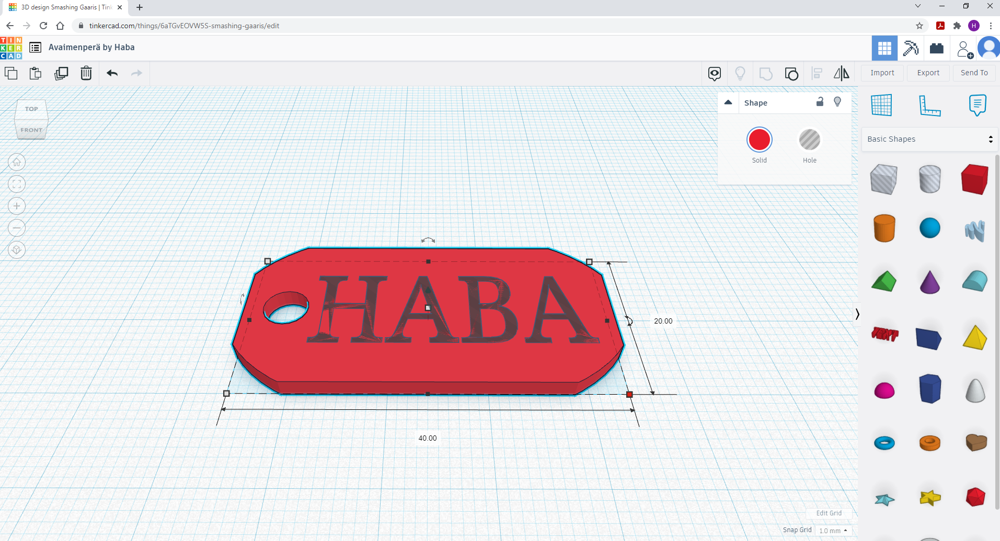 3D design Smashing Gaaris | Tink
tinkercad.com/things/6aTGvEOVW5S-smashing-gaaris/edit
H
TIN
KER
CAD
Avaimenperä by Haba
Import
Export
Send To
TOP
FRONT
Shape
Solid
Hole
Basic Shapes
TEXT
HABA
20.00
40.00
Edit Grid
Snap Grid
1.0 mm